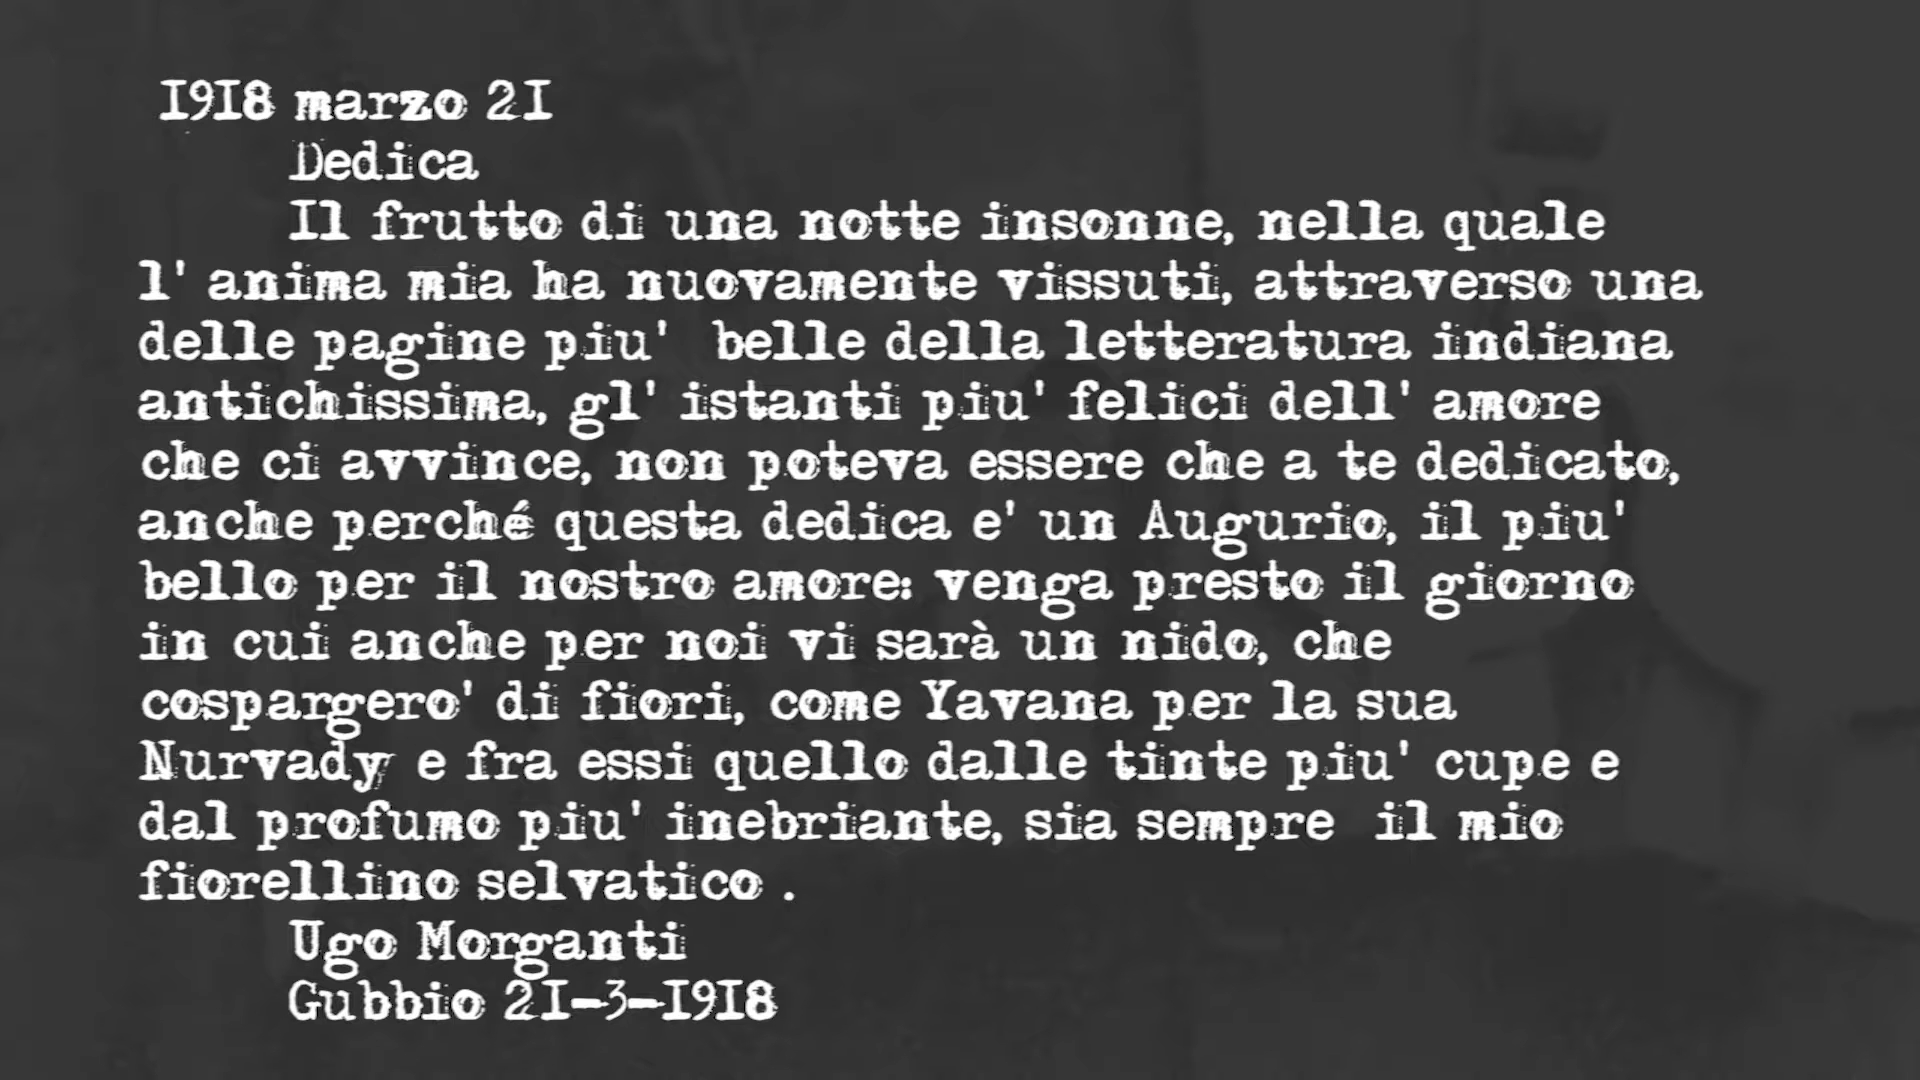 1918 marzo 21
Dedica
Il frutto di una notte insonne, nella quale
l' anima mia ha nuovamente vissuti, attraverso una
delle pagine piu' belle della letteratura indiana
antichissima, gl' istanti piu' felici dell' amore
che ci avvince, non poteva essere che a te dedicato,
anche perché questa dedica e' un Augurio, il piu'
bello per il nostro amore: venga presto il giorno
in cui anche per noi vi sarà un nido, che
cospargero' di fiori, come Yavana per la sua
Nurvady e fra essi quello dalle tinte piu' cupe e
dal profumo piu' inebriante, sia sempre il mio
fiorellino selvatico .
Ugo Morganti
Gubbio 21-3-1918